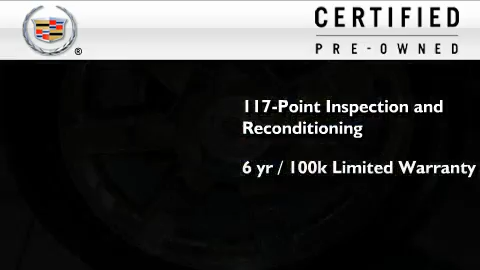 ®
CERTIFIED
PRE-OWNED
117-Point Inspection and
Reconditioning
6 yr / 100k Limited Warranty